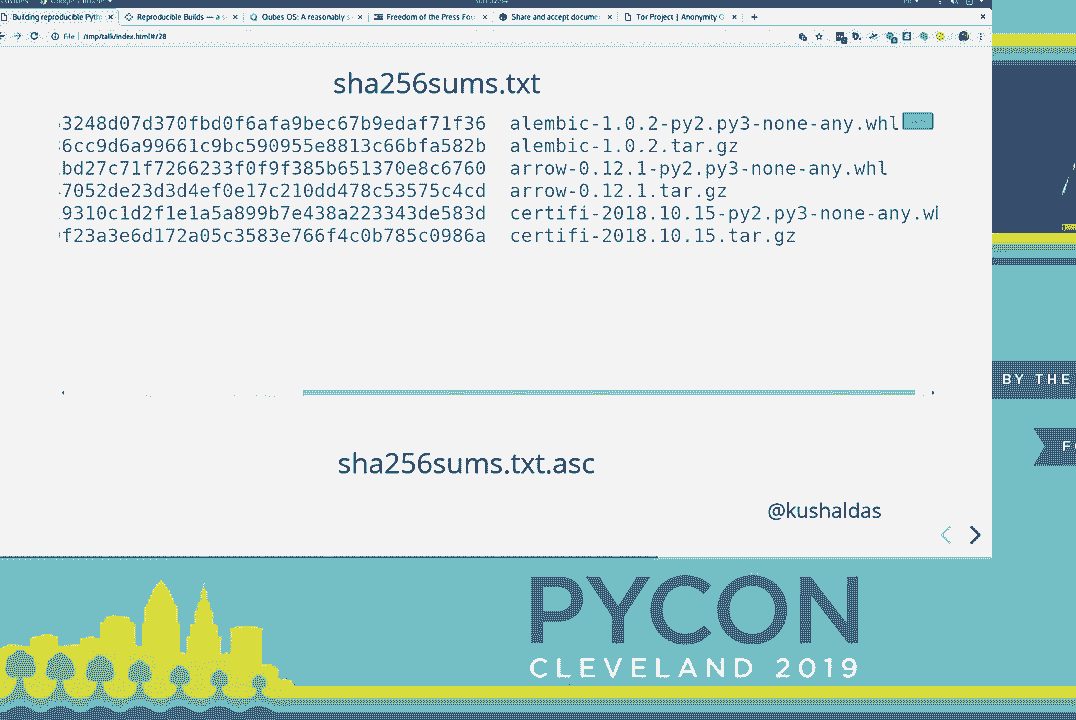 Building reproducible Pyth
Reproducible Builds — a s
Qubes OS: A reasonably s
Freedom of the Press Fou
Share and accept docume
Tor Project | Anonymity O
File | /tmp/talk/index.html#/28
sha256sums.txt
3248d07d370fbd0f6afa9bec67b9edaf71f36 alembic-1.0.2-py2.py3-none-any.whl
6cc9d6a99661c9bc590955e8813c66bfa582b alembic-1.0.2.tar.gz
bd27c71f7266233f0f9f385b651370e8c6760 arrow-0.12.1-py2.py3-none-any.whl
7052de23d3d4ef0e17c210dd478c53575c4cd arrow-0.12.1.tar.gz
9310c1d2f1e1a5a899b7e438a223343de583d certifi-2018.10.15-py2.py3-none-any.wl
f23a3e6d172a05c3583e766f4c0b785c0986a certifi-2018.10.15.tar.gz
sha256sums.txt.asc
@kushaldas
BY THE
PYCON
CLEVELAND 2019